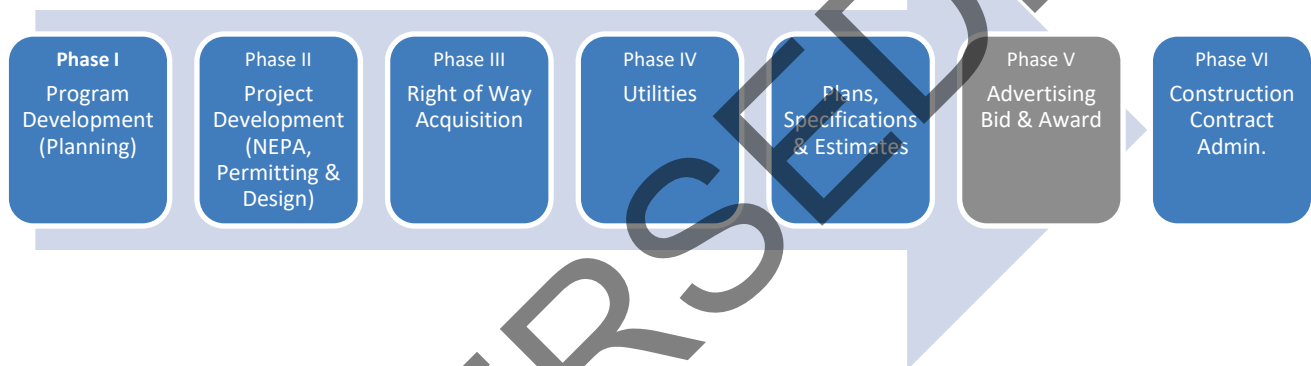 Phase I
Program
Development
(Planning)
Phase II
Project
Development
(NEPA,
Permitting &
Design)
Phase III
Right of Way
Acquisition
Phase IV
Utilities
Plans,
Specifications
& Estimates
Phase V
Advertising
Bid & Award
Phase VI
Construction
Contract
Admin.